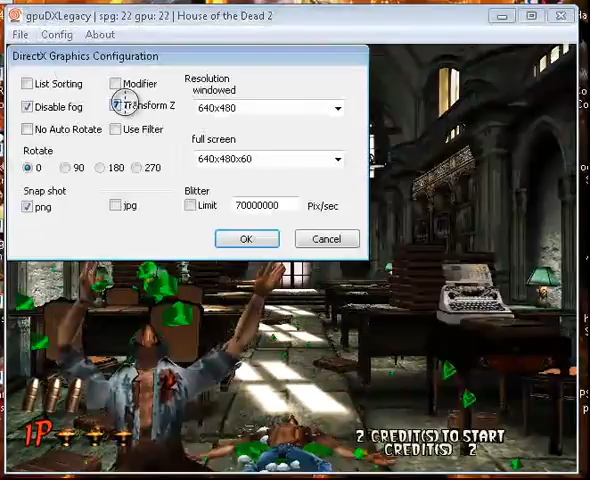 gpuDXLegacy | spg: 22 gpu: 22 | House of the Dead 2
File Config About
DirectX Graphics Configuration
List Sorting Modifier
Disable fog Transform Z
No Auto Rotate Use Filter
Rotate
0 90 180 270
Snap shot
png jpg
Resolution
windowed
640x480
full screen
640x480x60
Blitter
Limit 70000000 Pix/sec
OK Cancel
1P
2 CREDIT(S) TO START
CREDIT(S) 2